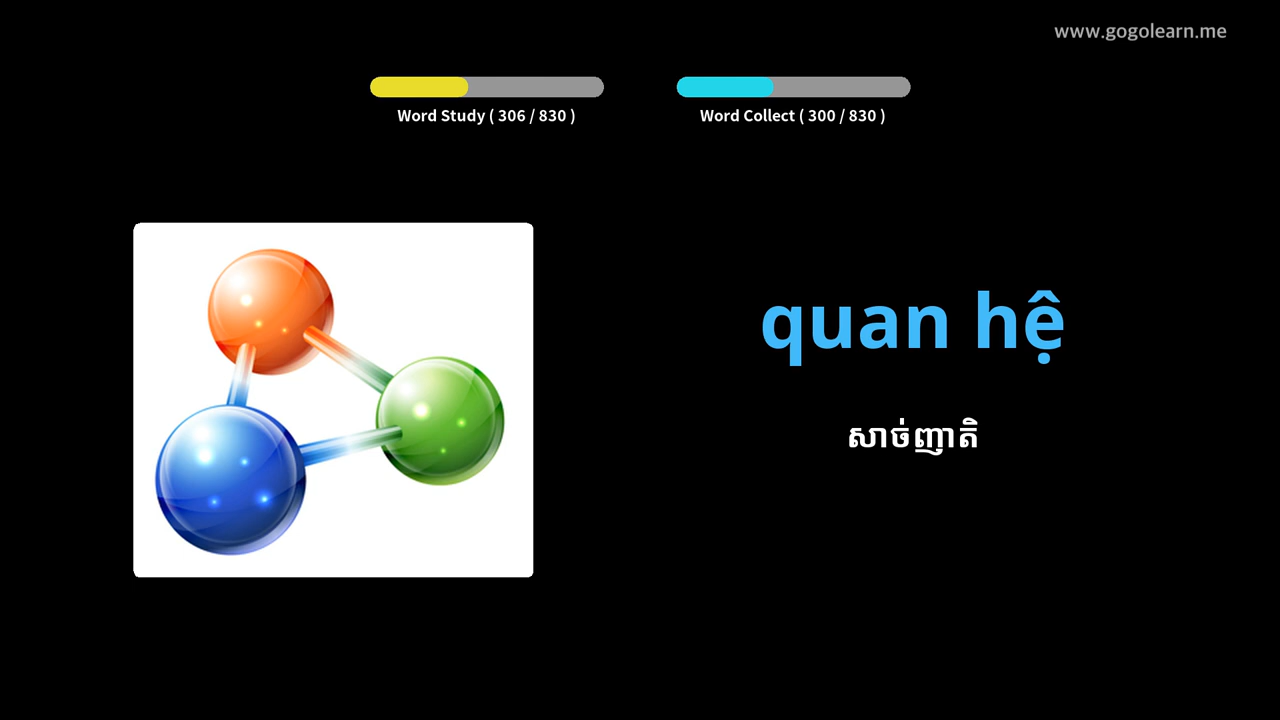 www.gogolearn.me
Word Study ( 306 / 830 )
Word Collect ( 300 / 830 )
quan hệ
សាច់ញាតិ